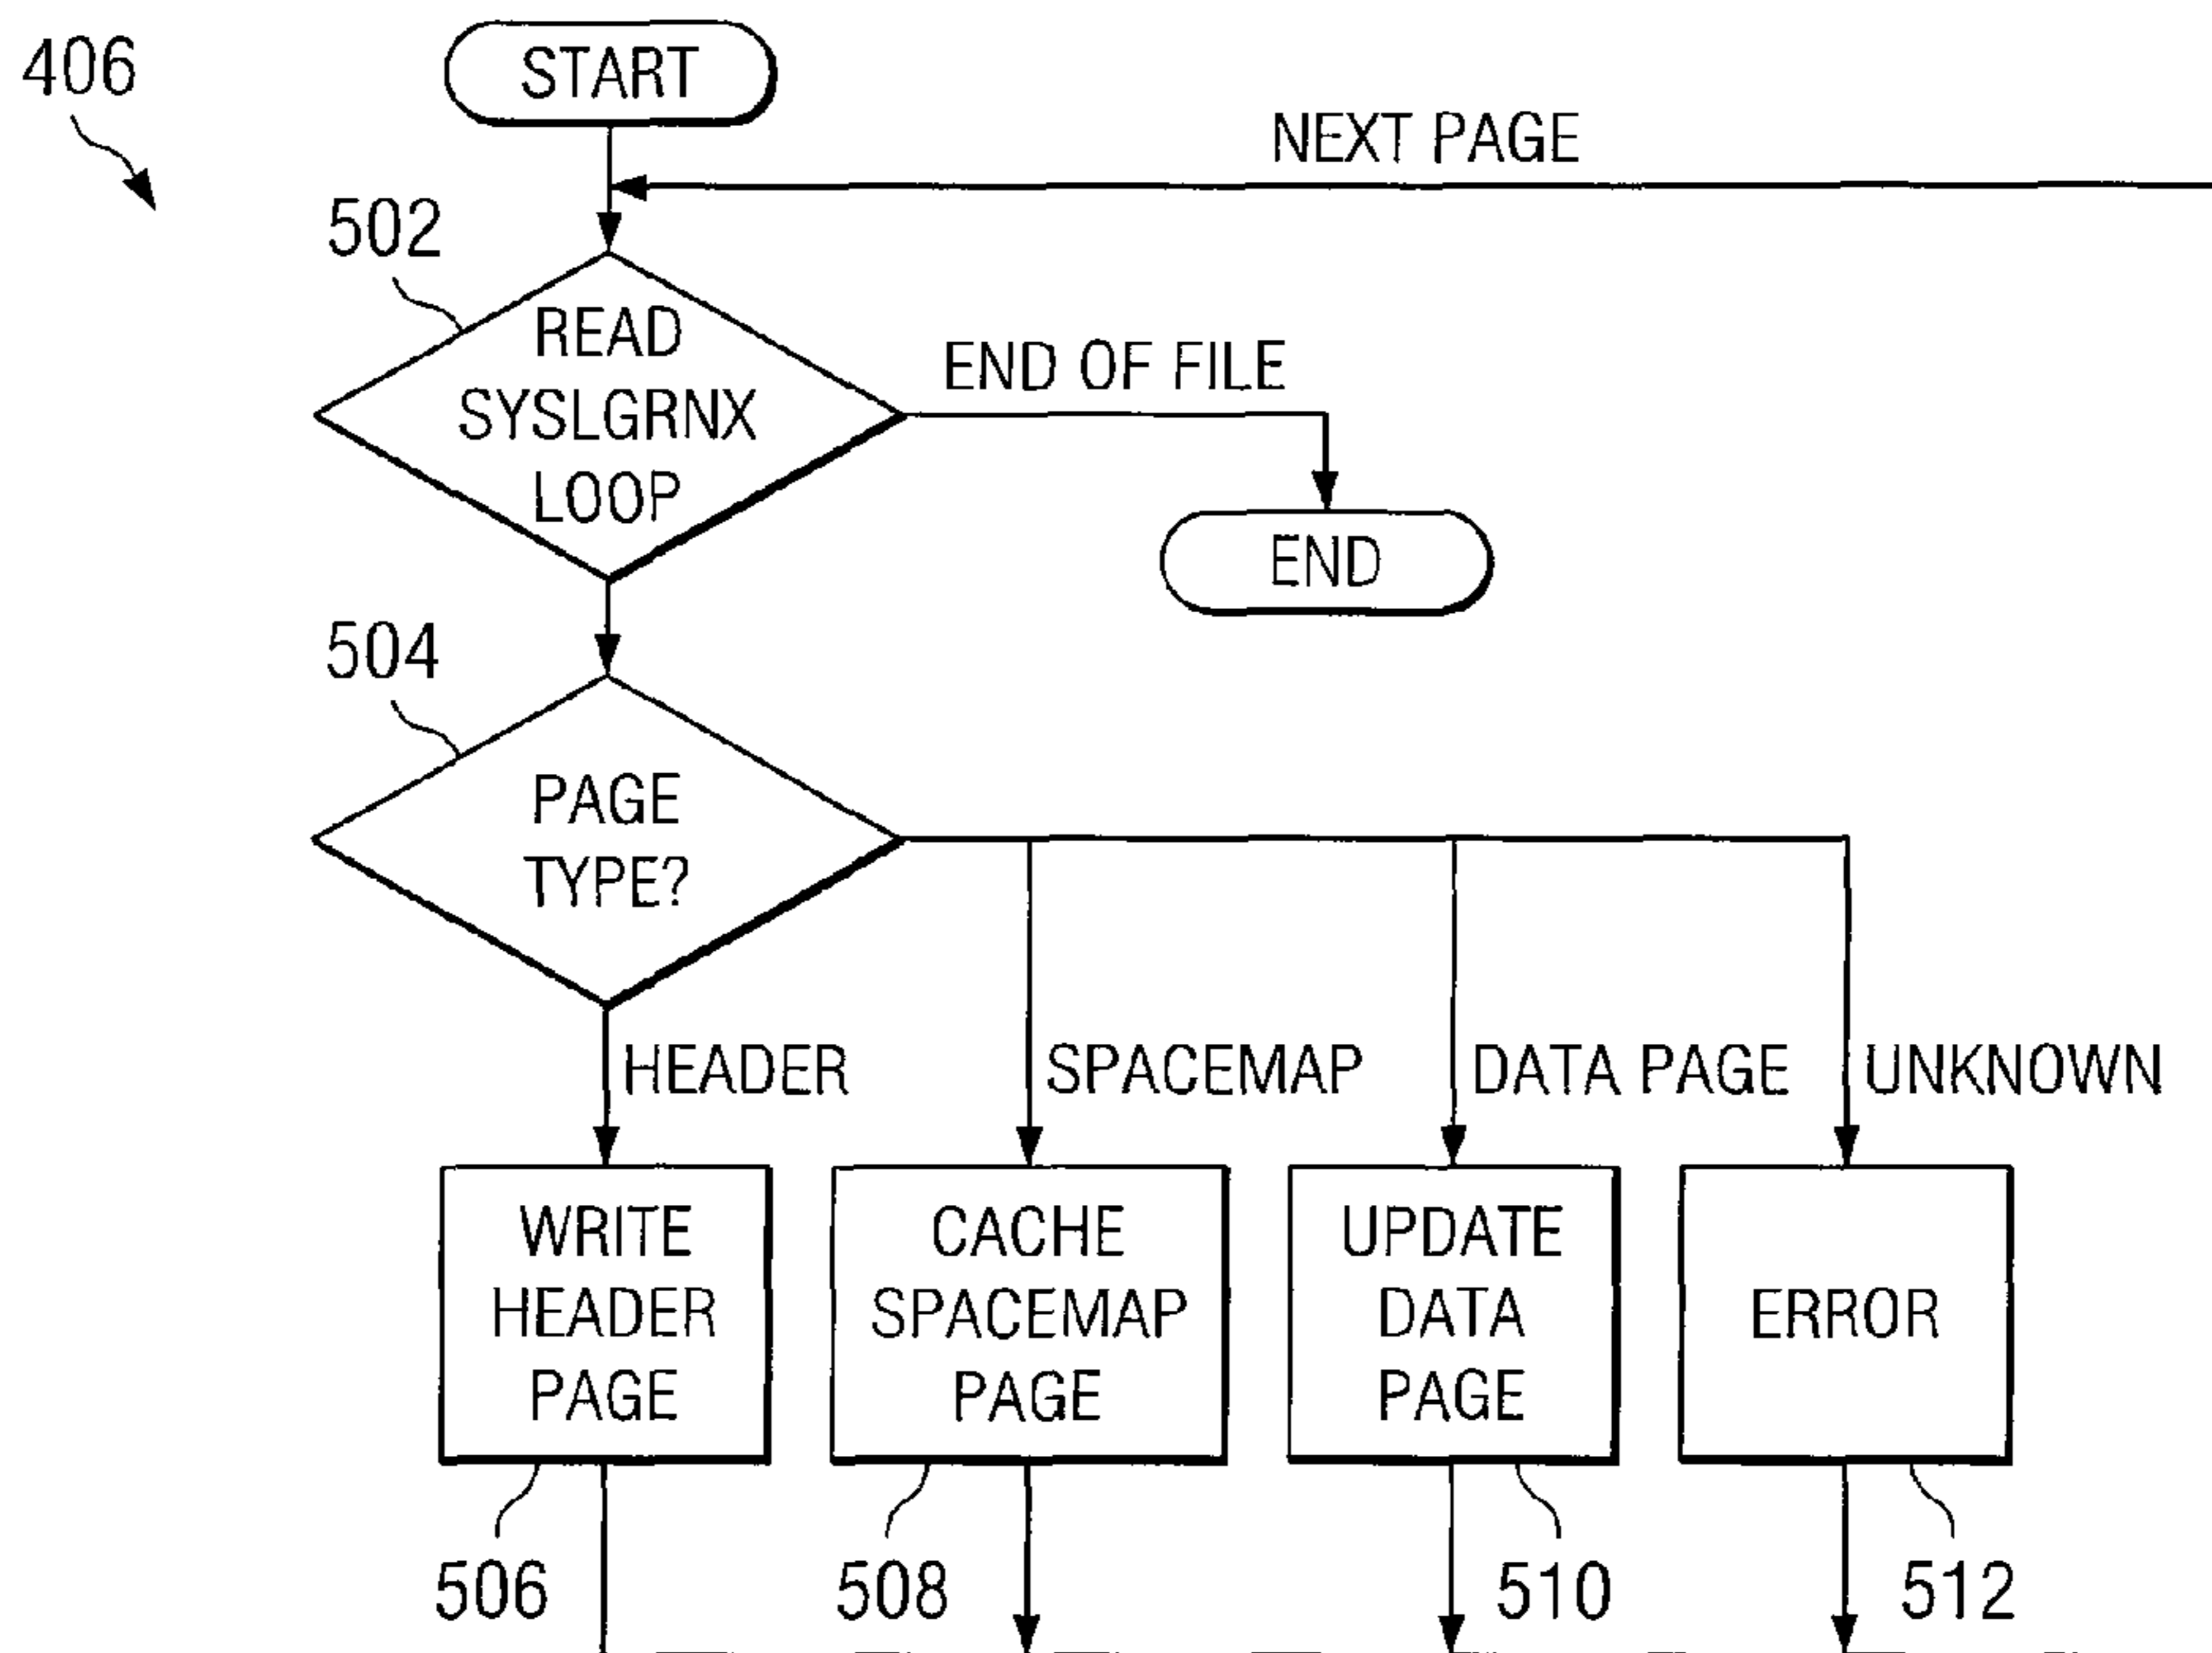 406
START
NEXT PAGE
502
READ
SYSLGRNX
LOOP
END OF FILE
END
504
PAGE
TYPE?
HEADER
SPACEMAP
DATA PAGE
UNKNOWN
WRITE
HEADER
PAGE
CACHE
SPACEMAP
PAGE
UPDATE
DATA
PAGE
ERROR
506
508
510
512